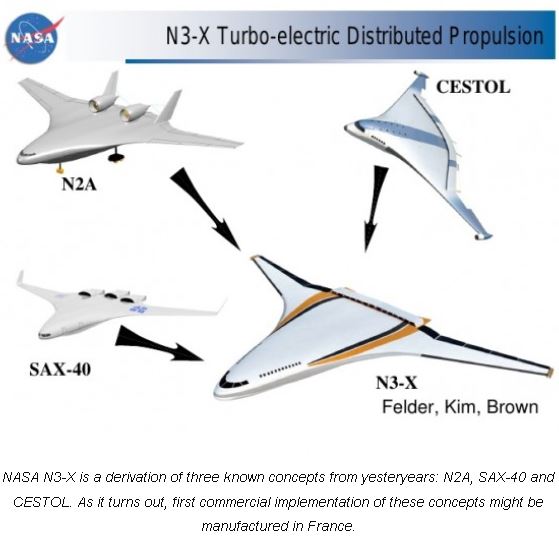 NASA
N3-X Turbo-electric Distributed Propulsion
CESTOL
N2A
SAX-40
N3-X
Felder, Kim, Brown
NASA N3-X is a derivation of three known concepts from yesteryears: N2A, SAX-40 and
CESTOL. As it turns out, first commercial implementation of these concepts might be
manufactured in France.